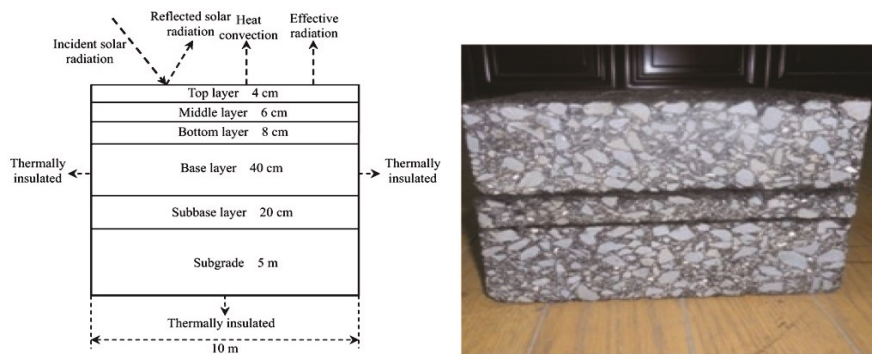 Incident solar
radiation
Reflected solar
radiation
Heat
convection
Effective
radiation
Top layer 4 cm
Middle layer 6 cm
Bottom layer 8 cm
Thermally
insulated
Base layer 40 cm
Thermally
insulated
Subbase layer 20 cm
Subgrade 5 m
Thermally insulated
10 m